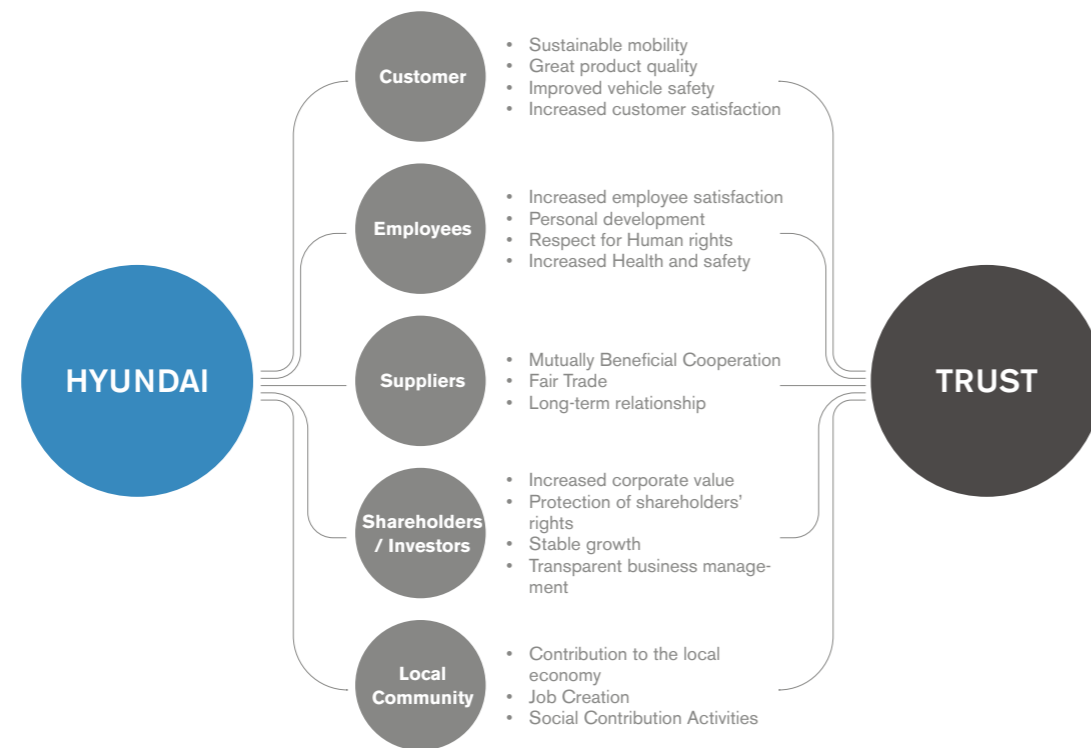 HYUNDAI
Customer
• Sustainable mobility
• Great product quality
• Improved vehicle safety
• Increased customer satisfaction
Employees
• Increased employee satisfaction
• Personal development
• Respect for Human rights
• Increased Health and safety
Suppliers
• Mutually Beneficial Cooperation
• Fair Trade
• Long-term relationship
Shareholders
/ Investors
• Increased corporate value
• Protection of shareholders’
rights
• Stable growth
• Transparent business manage-
ment
Local
Community
• Contribution to the local
economy
• Job Creation
• Social Contribution Activities
TRUST